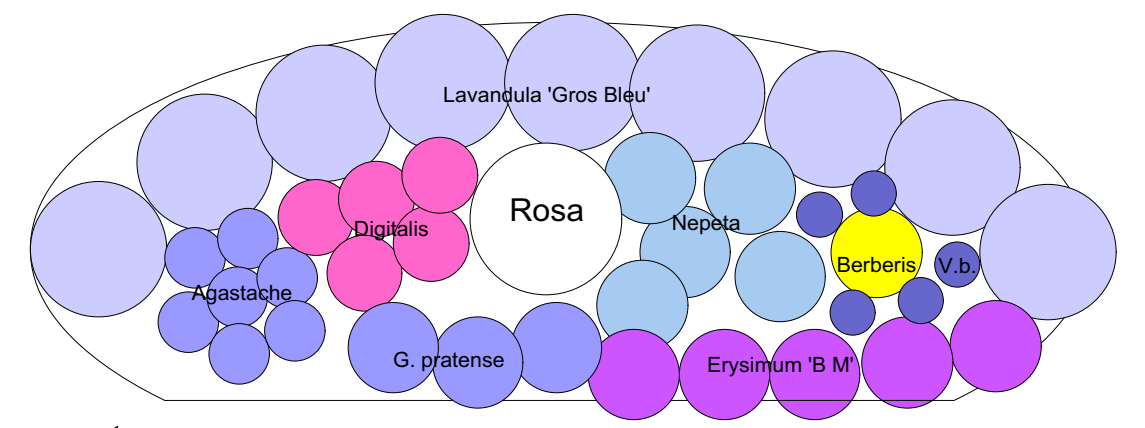 Lavandula 'Gros Bleu'
Rosa
Nepeta
Digitalis
Berberis
V.b.
Agastache
G. pratense
Erysimum 'B M'